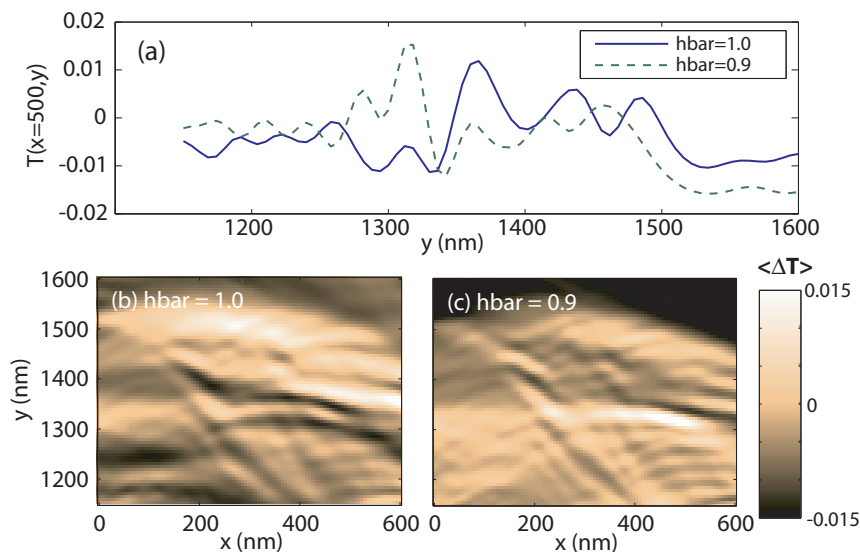 0.02
0.01
0
-0.01
-0.02
T(x=500,y)
(a)
hbar=1.0
hbar=0.9
1200 1300 1400 1500 1600
y (nm)
<ΔT>
1600
1500
1400
1300
1200
y (nm)
(b) hbar = 1.0
0 200 400 600
x (nm)
(c) hbar = 0.9
0 200 400 600
x (nm)
0.015
0
-0.015